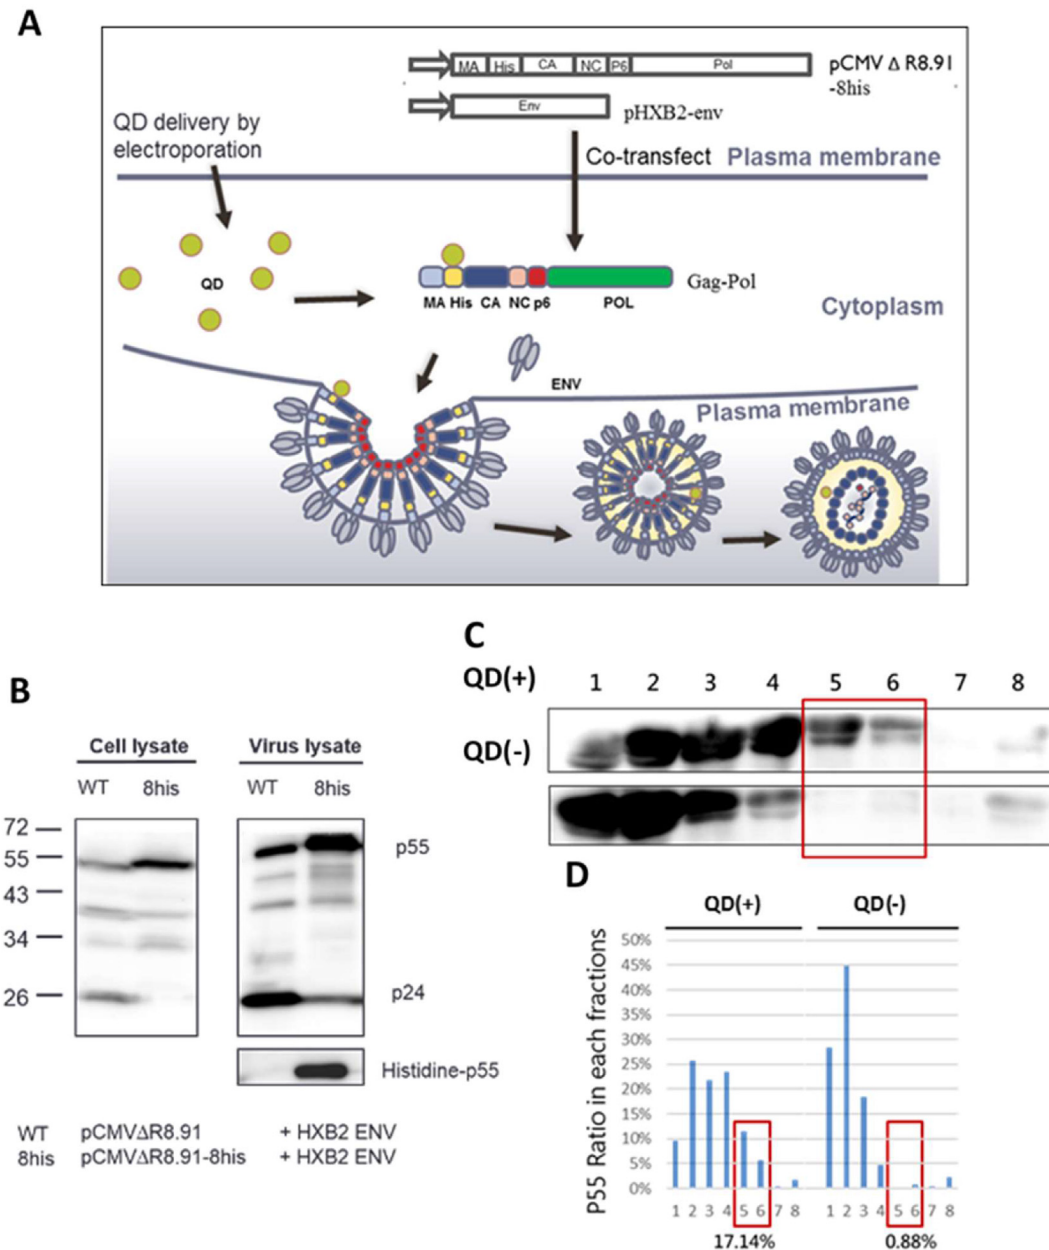 A
MA His CA NC P6 Pol
pCMV Δ R8.91
-8his
Env
pHXB2-env
QD delivery by
electroporation
Co-transfect
Plasma membrane
QD
Gag-Pol
MA His CA NC p6 POL
Cytoplasm
ENV
Plasma membrane
B
Cell lysate
Virus lysate
WT 8his
WT 8his
72
55
43
34
26
p55
p24
Histidine-p55
WT pCMVΔR8.91 + HXB2 ENV
8his pCMVΔR8.91-8his + HXB2 ENV
C
QD(+) 1 2 3 4 5 6 7 8
QD(-)
D
QD(+) QD(-)
P55 Ratio in each fractions
50%
45%
40%
35%
30%
25%
20%
15%
10%
5%
0%
1 2 3 4 5 6 7 8 1 2 3 4 5 6 7 8
17.14% 0.88%